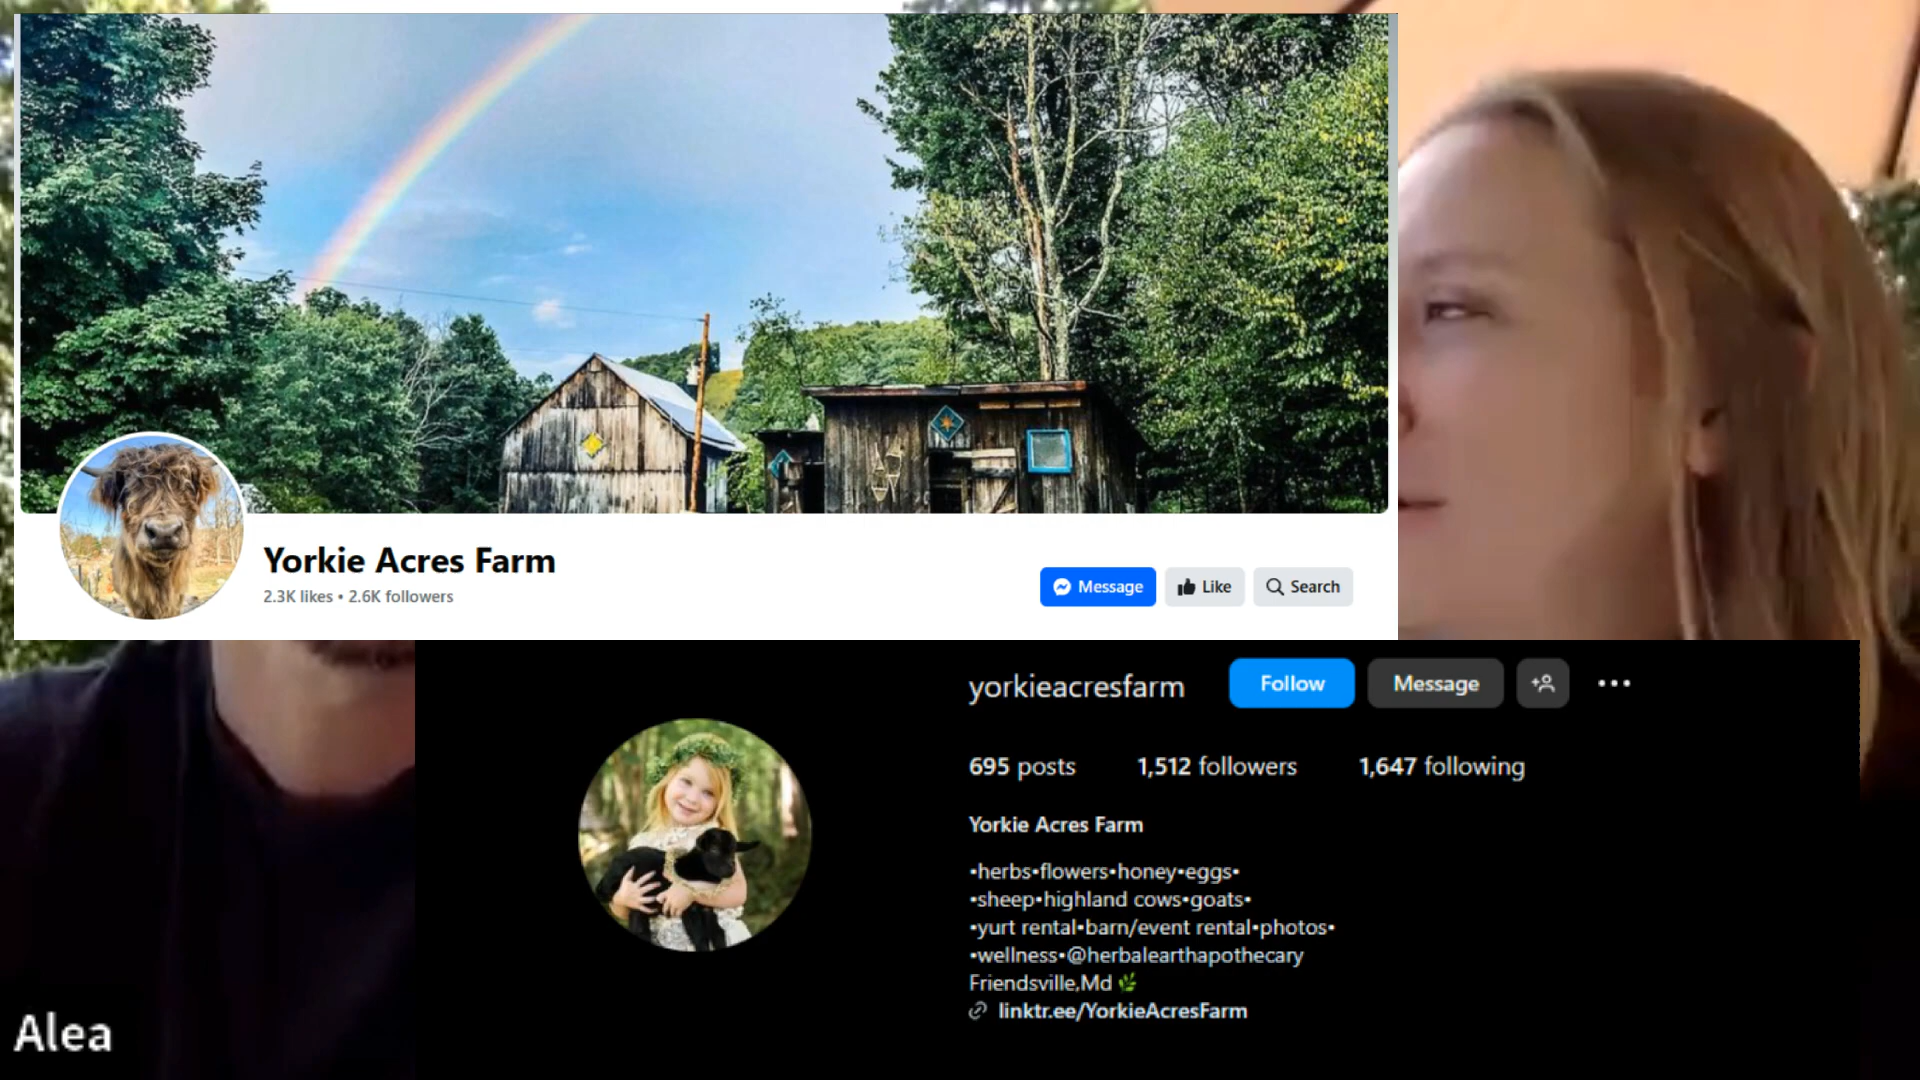 Yorkie Acres Farm
2.3K likes • 2.6K followers
Message
Like
Search
yorkieacresfarm
Follow
Message
695 posts
1,512 followers
1,647 following
Yorkie Acres Farm
•herbs•flowers•honey•eggs•
•sheep•highland cows•goats•
•yurt rental•barn/event rental•photos•
•wellness•@herbalearthapothecary
Friendsville,Md 🌿
linktr.ee/YorkieAcresFarm
Alea